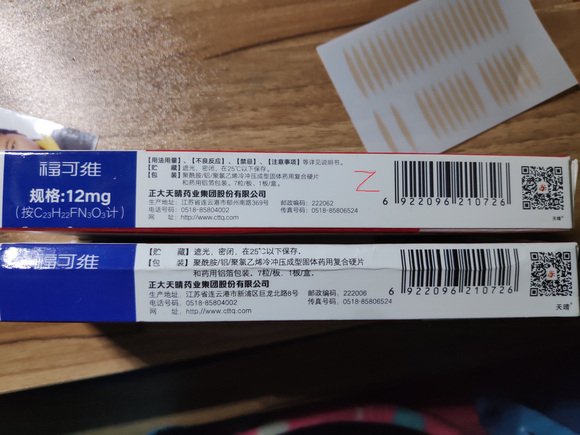 福可维
规格:12mg
(按C23H22FN3O3计)
【用法用量】、【不良反应】、【禁忌】、【注意事项】等详见说明书。
【贮 藏】遮光,密闭,在25℃以下保存。
【包 装】聚酰胺/铝/聚氯乙烯冷冲压成型固体药用复合硬片
和药用铝箔包装。7粒/板,1板/盒。
正大天晴药业集团股份有限公司
生产地址:江苏省连云港市郁州南路369号 邮政编码:222062
电话号码:0518-85804002 传真号码:0518-85806524
网 址:http://www.cttq.com
Z
6 922096 210726
天晴
福可维
【贮 藏】遮光、密闭、在25℃以下保存。
【包 装】聚酰胺/铝/聚氯乙烯冷冲压成型固体药用复合硬片
和药用铝箔包装。7粒/板,1板/盒。
正大天晴药业集团股份有限公司
生产地址:江苏省连云港市新浦区巨龙北路8号 邮政编码:222006
电话号码:0518-85804002 传真号码:0518-85806524
网 址:http://www.cttq.com
6 922096 210726
天晴